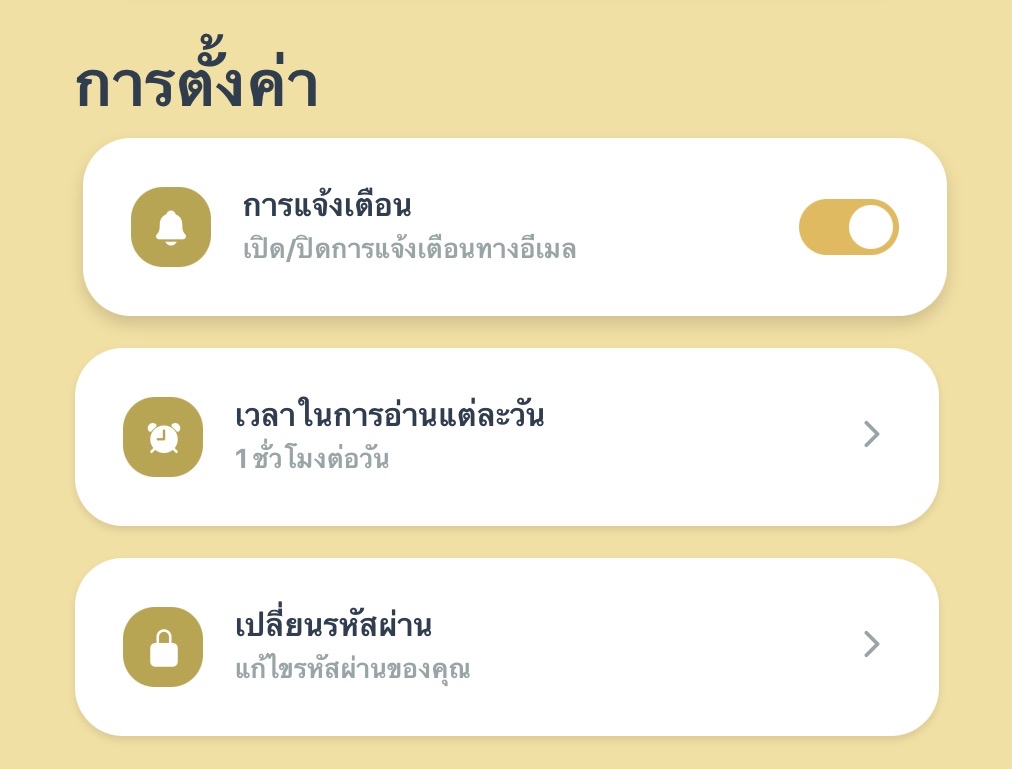 การตั้งค่า
การแจ้งเตือน
เปิด/ปิดการแจ้งเตือนทางอีเมล
เวลาในการอ่านแต่ละวัน
1 ชั่วโมงต่อวัน
เปลี่ยนรหัสผ่าน
แก้ไขรหัสผ่านของคุณ